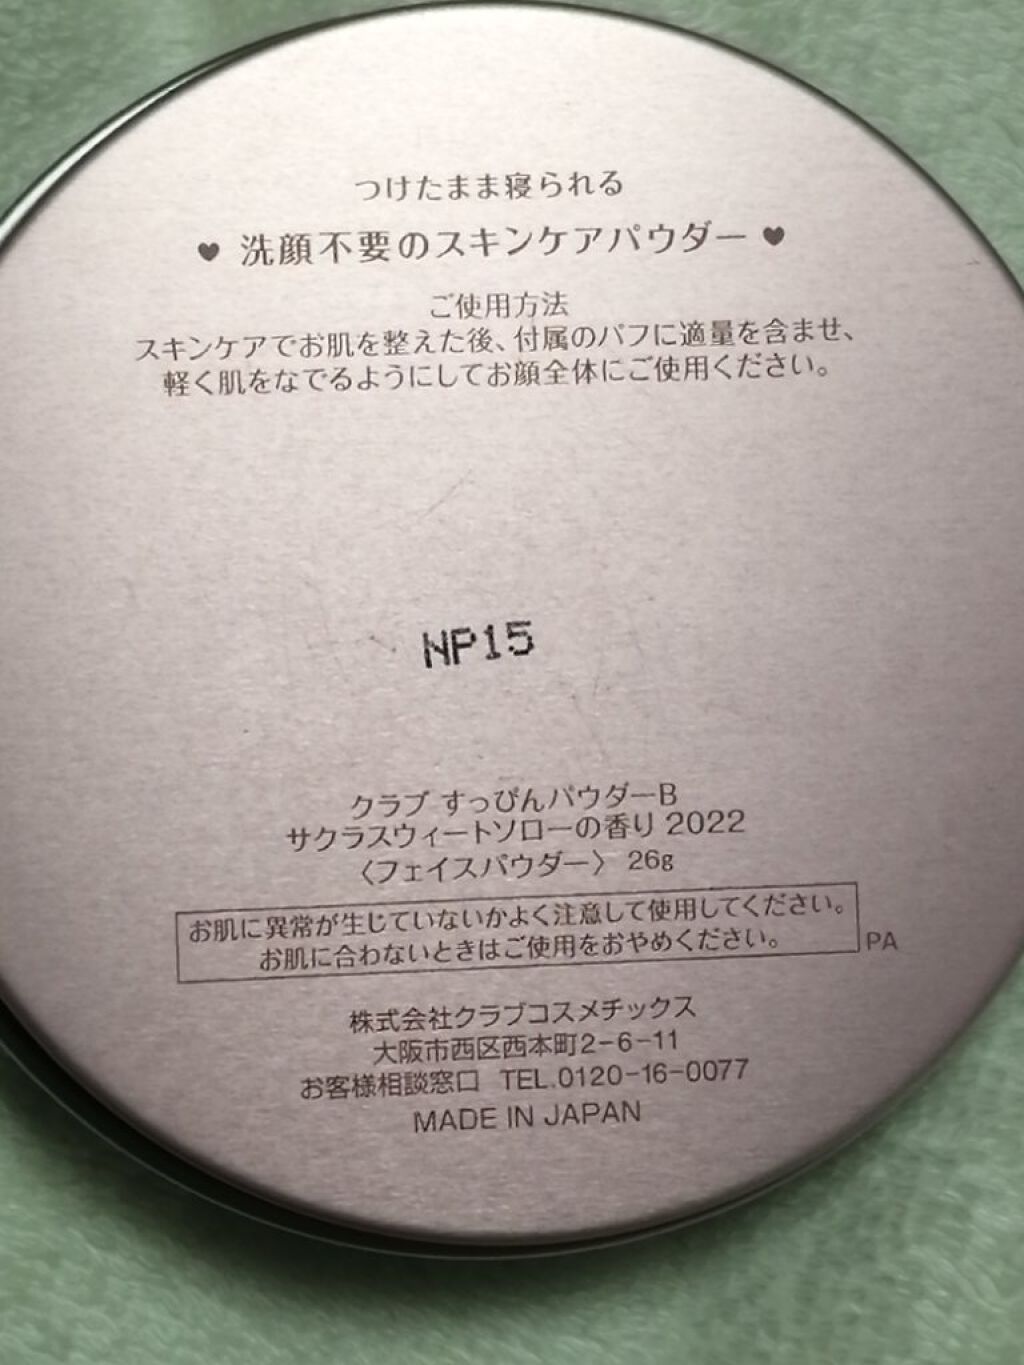 つけたまま寝られる
♥ 洗顔不要のスキンケアパウダー ♥
ご使用方法
スキンケアでお肌を整えた後、付属のパフに適量を含ませ、
軽く肌をなでるようにしてお顔全体にご使用ください。
NP15
クラブ すっぴんパウダーB
サクラスウィートソローの香り 2022
〈フェイスパウダー〉 26g
お肌に異常が生じていないかよく注意して使用してください。
お肌に合わないときはご使用をおやめください。
PA
株式会社クラブコスメチックス
大阪市西区西本町2-6-11
お客様相談窓口 TEL.0120-16-0077
MADE IN JAPAN